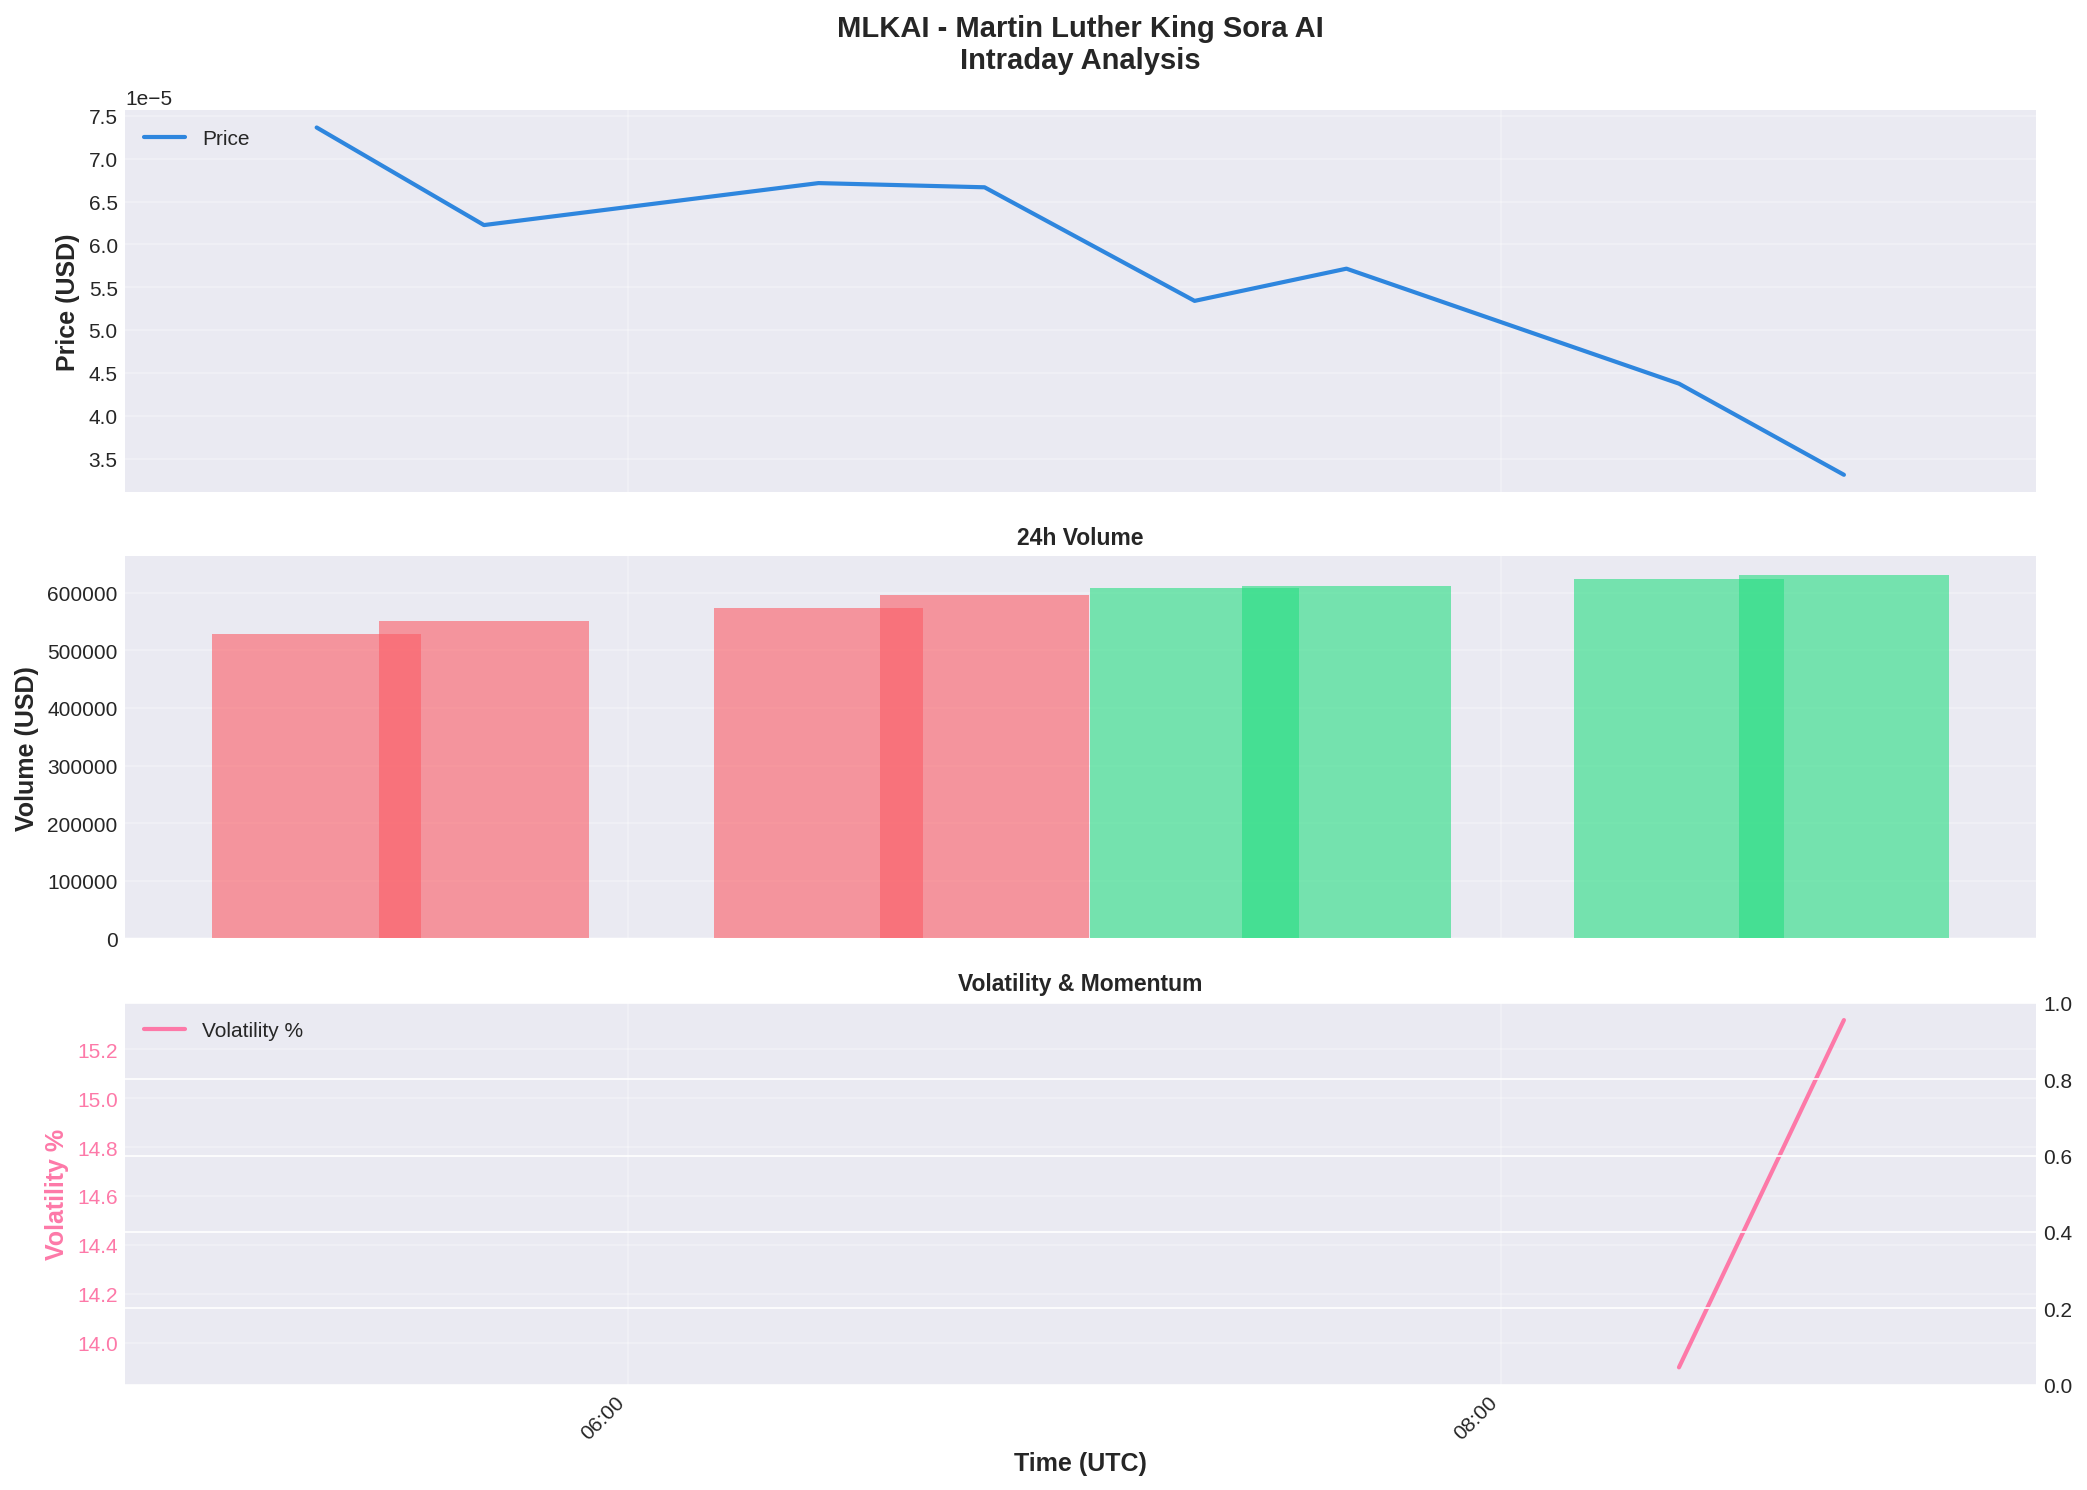 MLKAI - Martin Luther King Sora AI
Intraday Analysis
1e−5
7.5
7.0
6.5
6.0
5.5
5.0
4.5
4.0
3.5
Price (USD)
Price
24h Volume
600000
500000
400000
300000
200000
100000
0
Volume (USD)
Volatility & Momentum
Volatility %
15.2
15.0
14.8
14.6
14.4
14.2
14.0
Volatility %
1.0
0.8
0.6
0.4
0.2
0.0
06:00
08:00
Time (UTC)